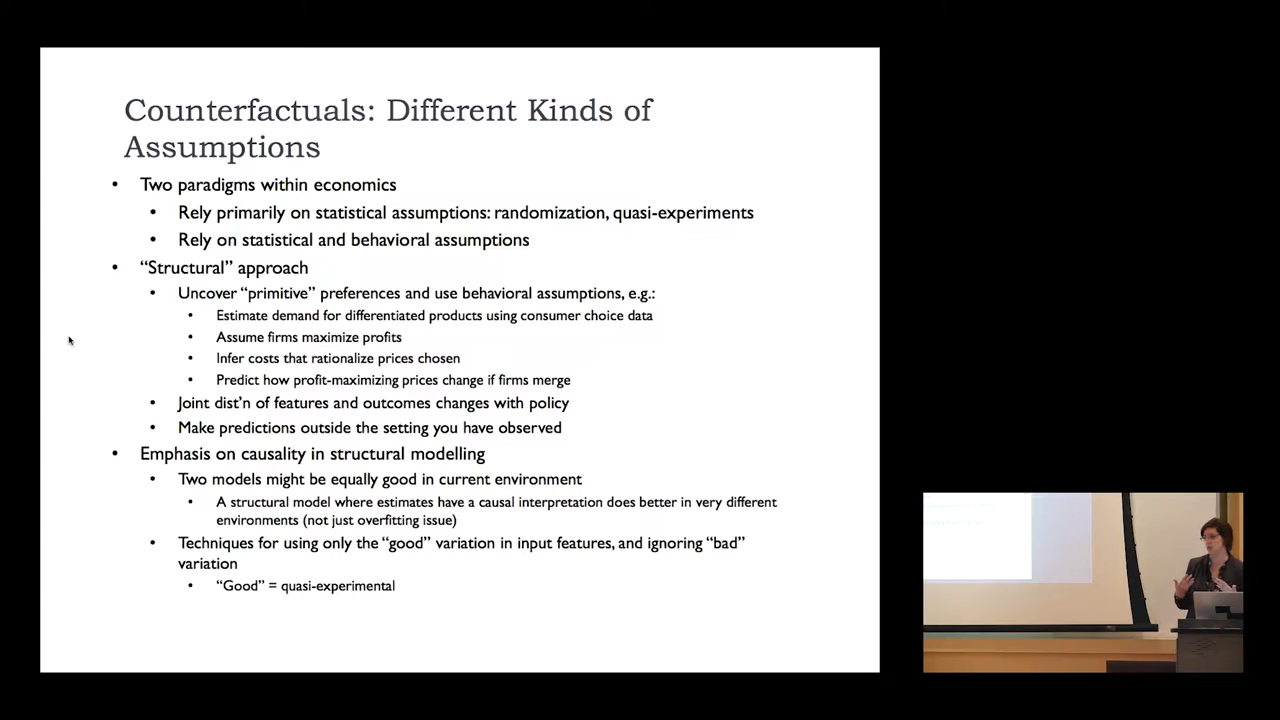 Counterfactuals: Different Kinds of
Assumptions
• Two paradigms within economics
• Rely primarily on statistical assumptions: randomization, quasi-experiments
• Rely on statistical and behavioral assumptions
• “Structural” approach
• Uncover “primitive” preferences and use behavioral assumptions, e.g.:
• Estimate demand for differentiated products using consumer choice data
• Assume firms maximize profits
• Infer costs that rationalize prices chosen
• Predict how profit-maximizing prices change if firms merge
• Joint dist’n of features and outcomes changes with policy
• Make predictions outside the setting you have observed
• Emphasis on causality in structural modelling
• Two models might be equally good in current environment
• A structural model where estimates have a causal interpretation does better in very different
environments (not just overfitting issue)
• Techniques for using only the “good” variation in input features, and ignoring “bad”
variation
• “Good” = quasi-experimental